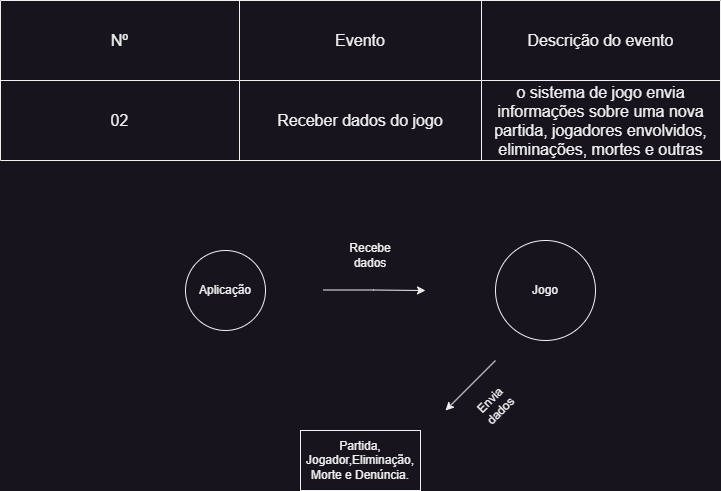 Nº
Evento
Descrição do evento
02
Receber dados do jogo
o sistema de jogo envia
informações sobre uma nova
partida, jogadores envolvidos,
eliminações, mortes e outras
Recebe
dados
Aplicação
Jogo
Envia
dados
Partida,
Jogador,Eliminação,
Morte e Denúncia.